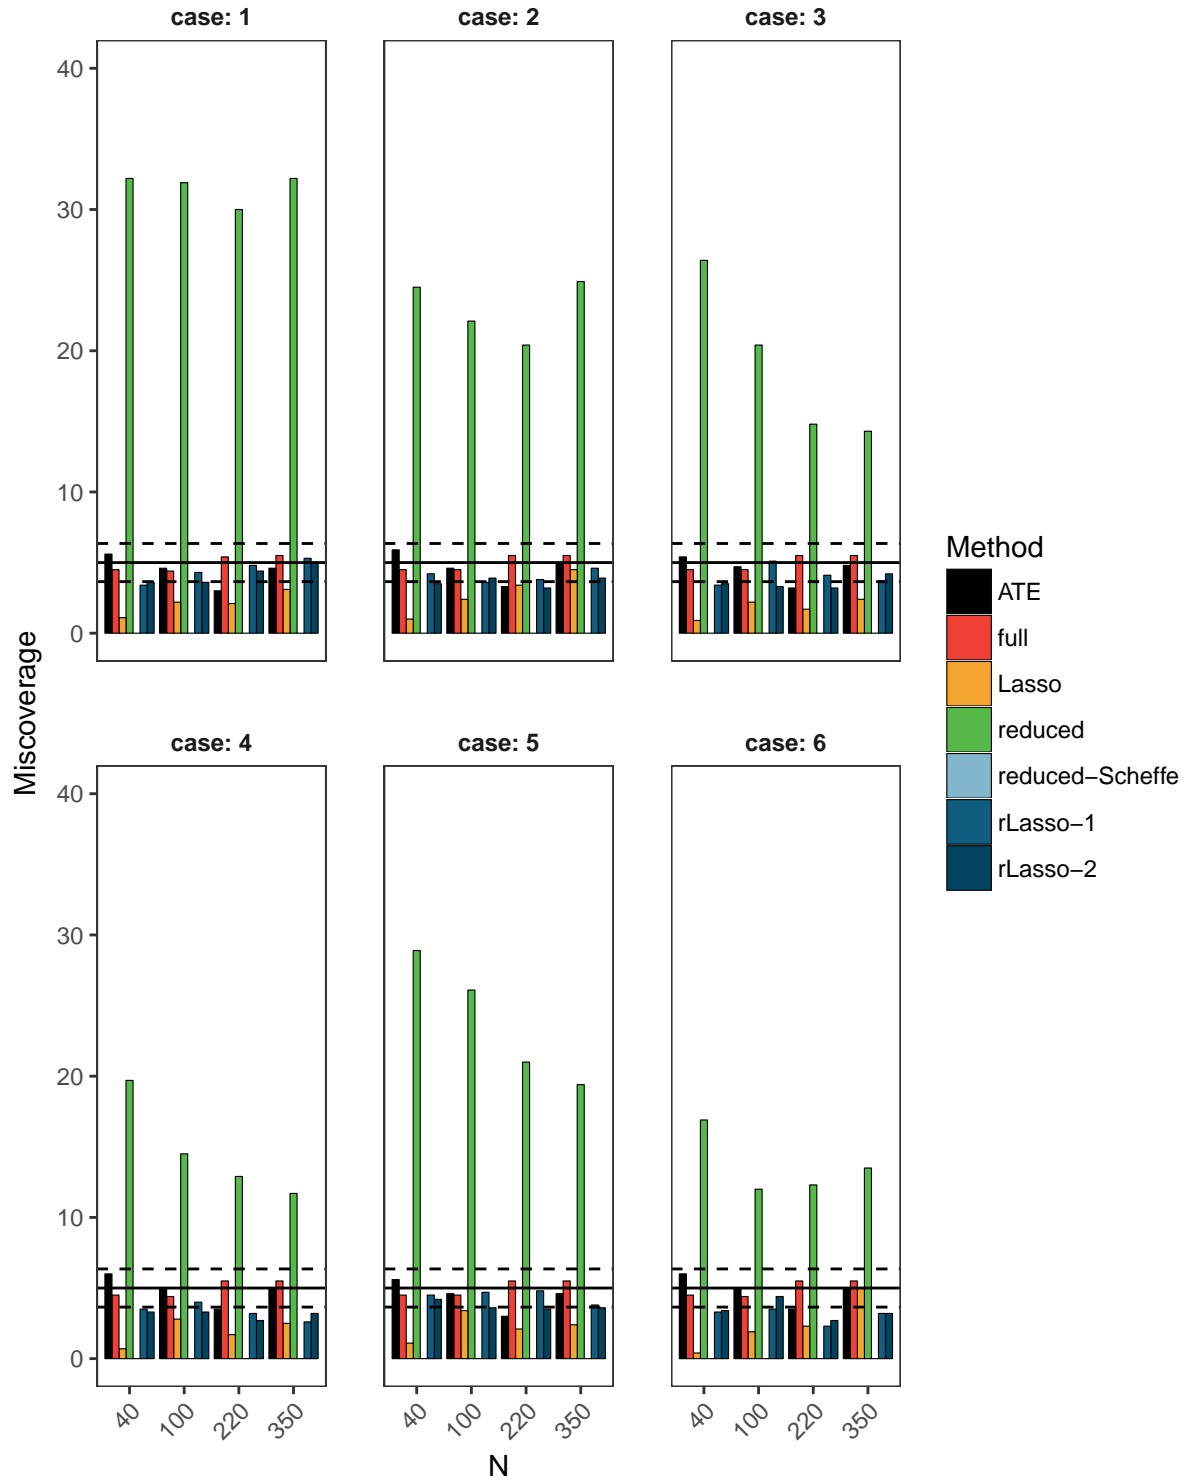 case: 1
case: 2
case: 3
40
30
20
10
0
Miscoverage
case: 4
case: 5
case: 6
40
30
20
10
0
40
100
220
350
40
100
220
350
40
100
220
350
N
Method
ATE
full
Lasso
reduced
reduced−Scheffe
rLasso−1
rLasso−2